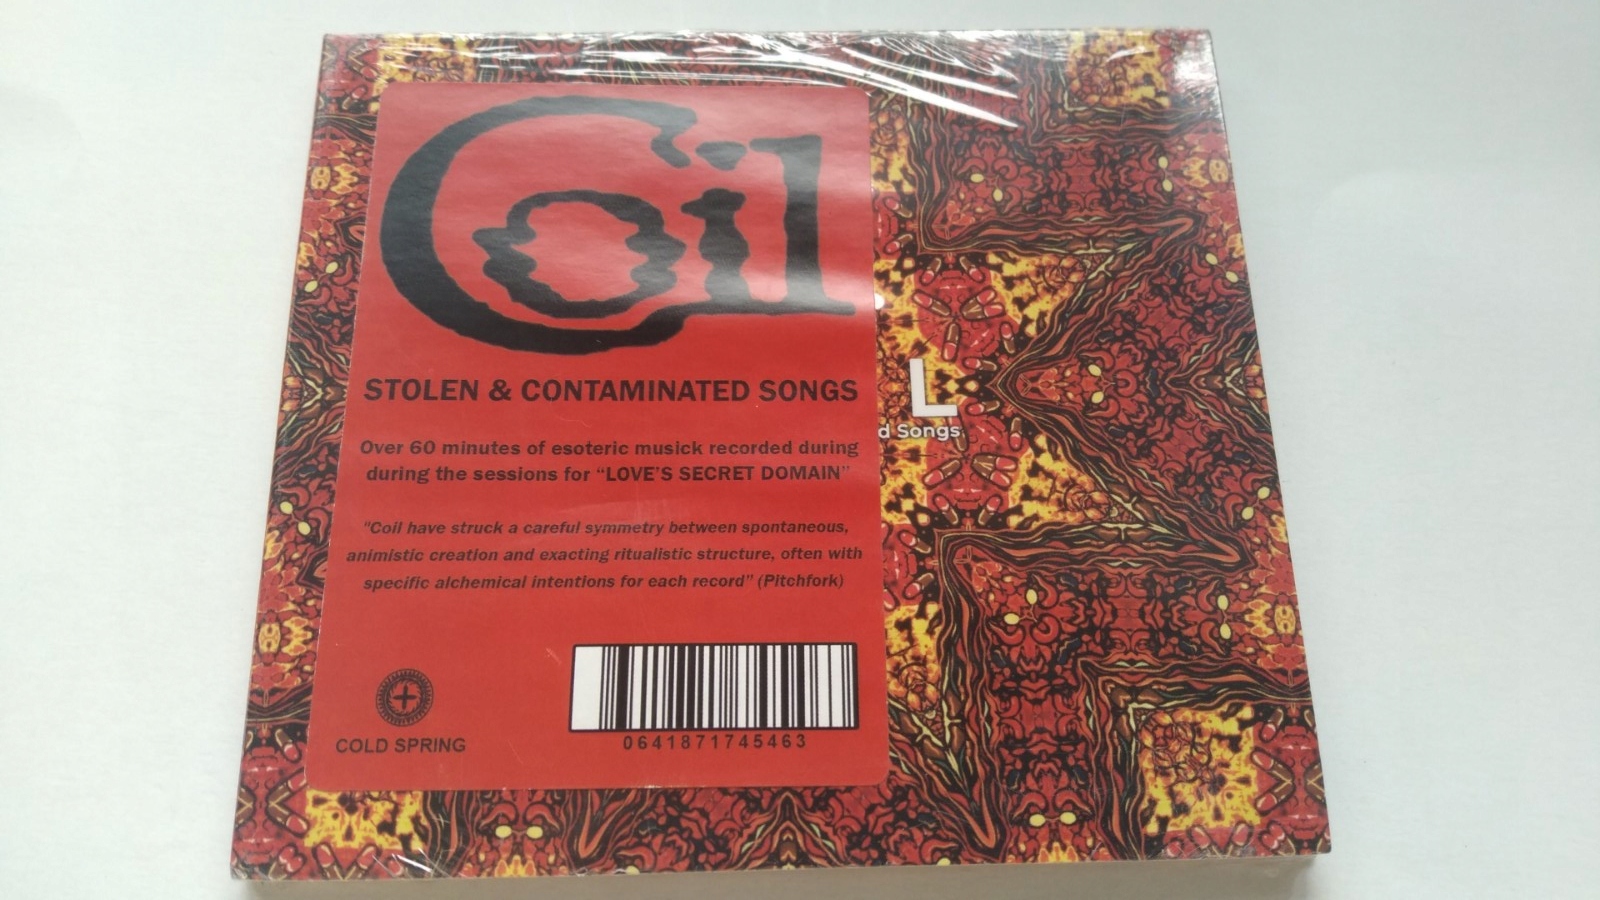 Coil
STOLEN & CONTAMINATED SONGS
Over 60 minutes of esoteric musick recorded during
during the sessions for “LOVE'S SECRET DOMAIN”
"Coil have struck a careful symmetry between spontaneous,
animistic creation and exacting ritualistic structure, often with
specific alchemical intentions for each record" (Pitchfork)
COLD SPRING
0641871745463
L
d Songs